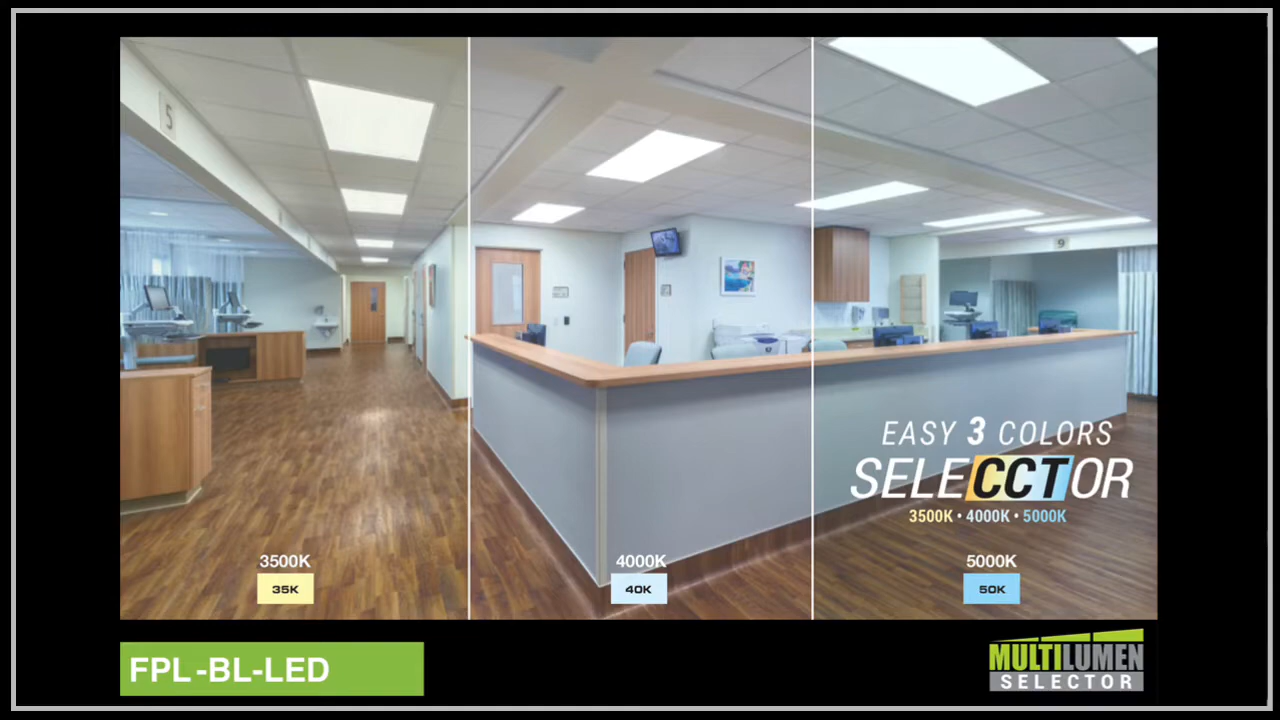 5
9
EASY 3 COLORS
SELECCTOR
3500K • 4000K • 5000K
3500K
35K
4000K
40K
5000K
50K
FPL-BL-LED
MULTILUMEN
SELECTOR